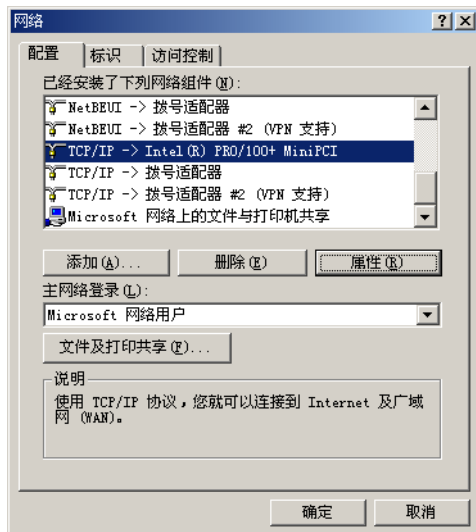 网络
配置 标识 访问控制
已经安装了下列网络组件(N):
NetBEUI -> 拨号适配器
NetBEUI -> 拨号适配器 #2 (VPN 支持)
TCP/IP -> Intel(R) PRO/100+ MiniPCI
TCP/IP -> 拨号适配器
TCP/IP -> 拨号适配器 #2 (VPN 支持)
Microsoft 网络上的文件与打印机共享
添加(A)... 删除(E) 属性(R)
主网络登录(L):
Microsoft 网络用户
文件及打印共享(F)...
说明
使用 TCP/IP 协议，您就可以连接到 Internet 及广域
网 (WAN)。
确定 取消